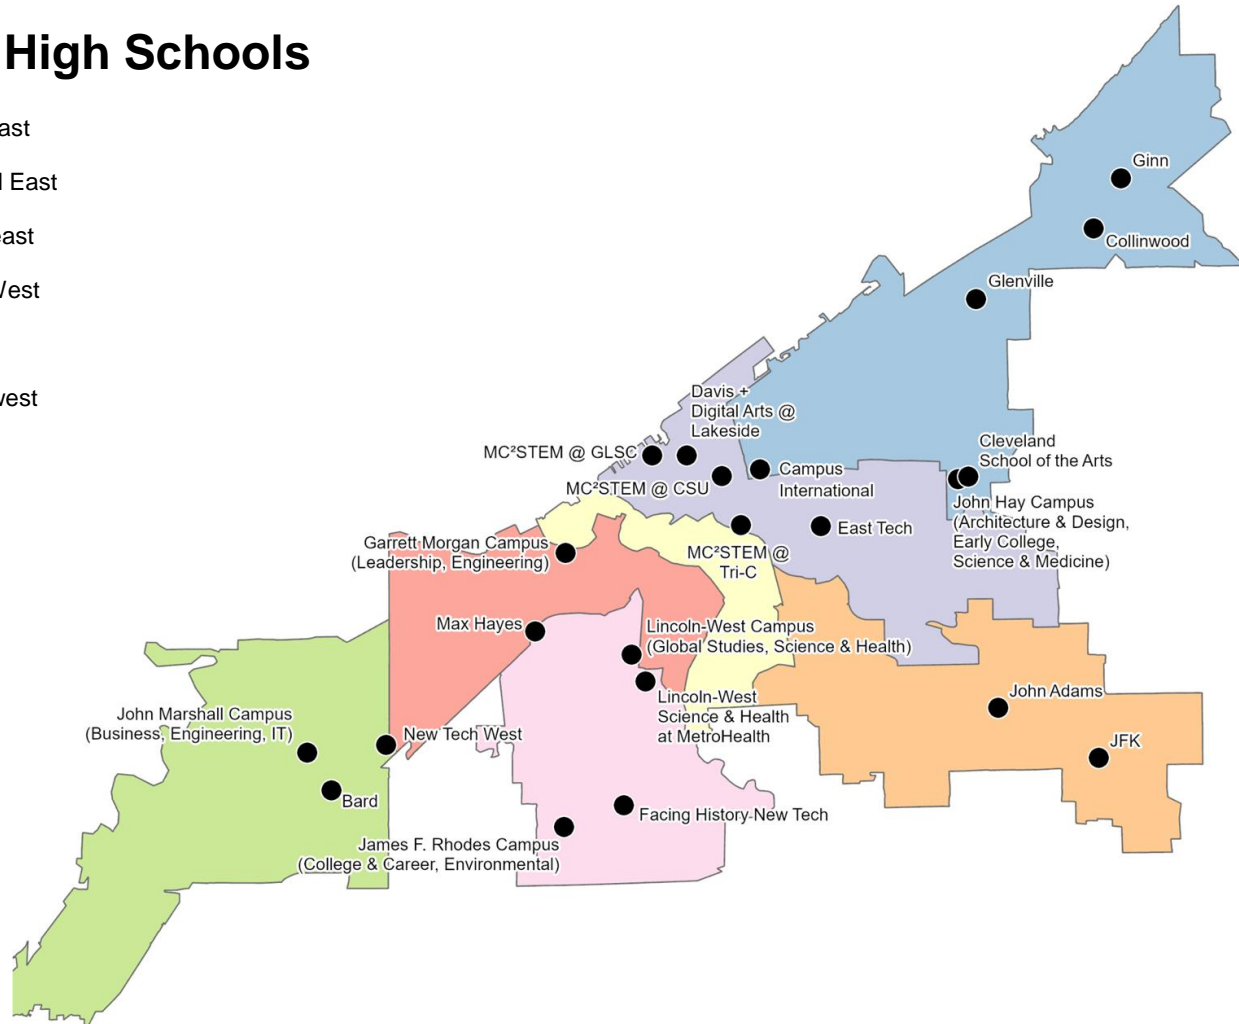 High Schools
ast
l East
east
West
west
Ginn
Collinwood
Glenville
Davis +
Digital Arts @
Lakeside
MC²STEM @ GLSC
MC²STEM @ CSU
Campus
International
Cleveland
School of the Arts
John Hay Campus
(Architecture & Design,
Early College,
Science & Medicine)
East Tech
MC²STEM @
Tri-C
Garrett Morgan Campus
(Leadership, Engineering)
Max Hayes
Lincoln-West Campus
(Global Studies, Science & Health)
Lincoln-West
Science & Health
at MetroHealth
John Adams
JFK
John Marshall Campus
(Business, Engineering, IT)
New Tech West
Bard
Facing History New Tech
James F. Rhodes Campus
(College & Career, Environmental)